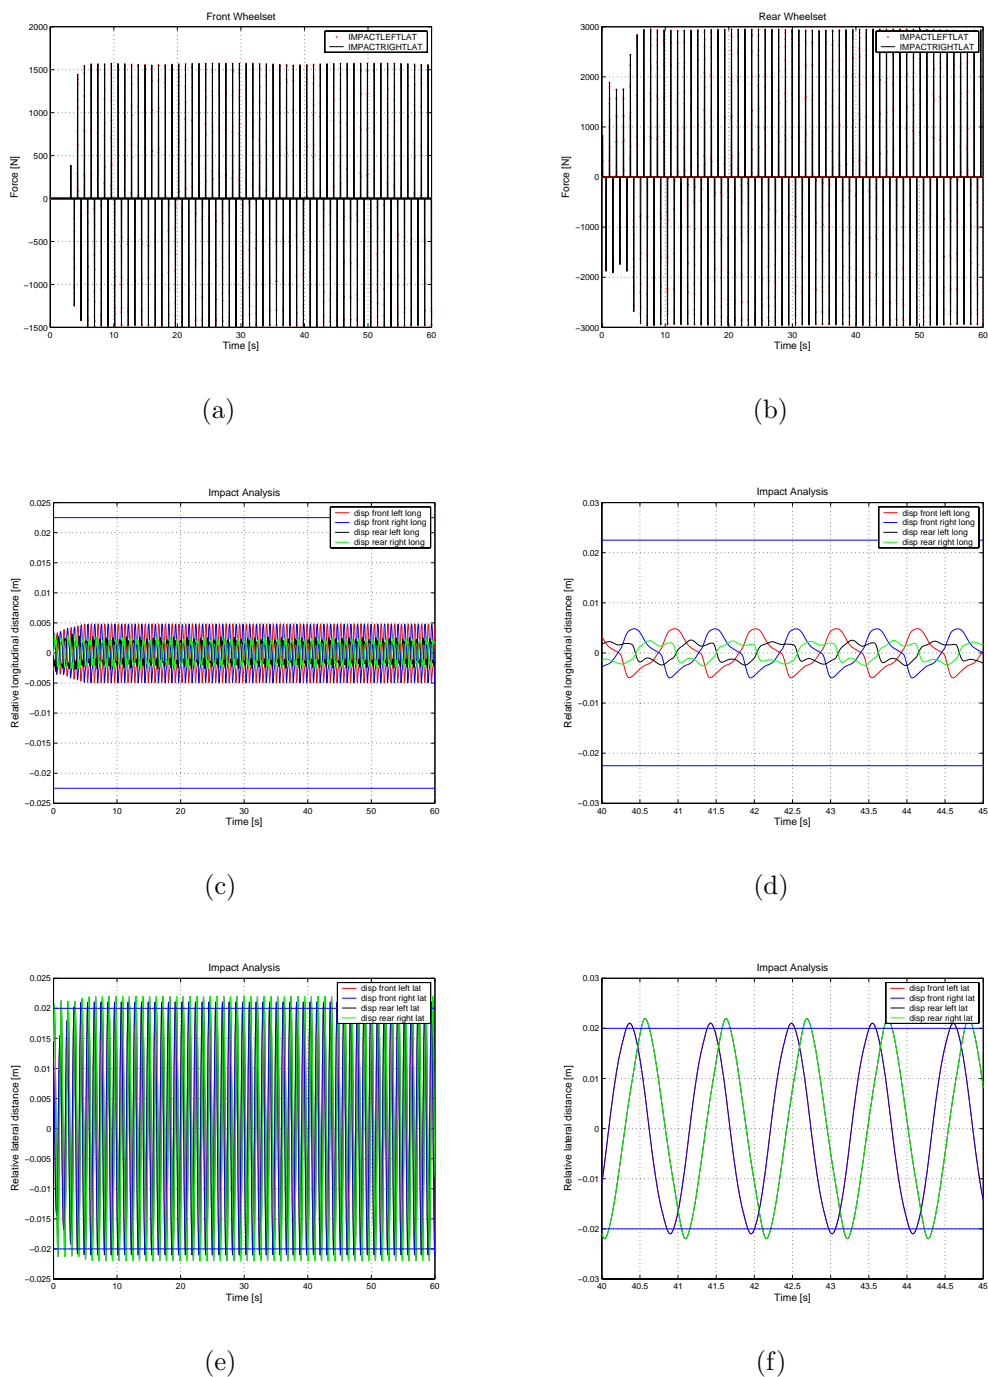 Front Wheelset
IMPACTLEFTLAT
IMPACTRIGHTLAT
Force [N]
2000
1500
1000
500
0
−500
−1000
−1500
0 10 20 30 40 50 60
Time [s]
(a)
Rear Wheelset
IMPACTLEFTLAT
IMPACTRIGHTLAT
Force [N]
3000
2000
1000
0
−1000
−2000
−3000
0 10 20 30 40 50 60
Time [s]
(b)
Impact Analysis
disp front left long
disp front right long
disp rear left long
disp rear right long
Relative longitudinal distance [m]
0.025
0.02
0.015
0.01
0.005
0
−0.005
−0.01
−0.015
−0.02
−0.025
0 10 20 30 40 50 60
Time [s]
(c)
Impact Analysis
disp front left long
disp front right long
disp rear left long
disp rear right long
Relative longitudinal distance [m]
0.03
0.02
0.01
0
−0.01
−0.02
−0.03
40 40.5 41 41.5 42 42.5 43 43.5 44 44.5 45
Time [s]
(d)
Impact Analysis
disp front left lat
disp front right lat
disp rear left lat
disp rear right lat
Relative lateral distance [m]
0.025
0.02
0.015
0.01
0.005
0
−0.005
−0.01
−0.015
−0.02
−0.025
0 10 20 30 40 50 60
Time [s]
(e)
Impact Analysis
disp front left lat
disp front right lat
disp rear left lat
disp rear right lat
Relative lateral distance [m]
0.03
0.02
0.01
0
−0.01
−0.02
−0.03
40 40.5 41 41.5 42 42.5 43 43.5 44 44.5 45
Time [s]
(f)